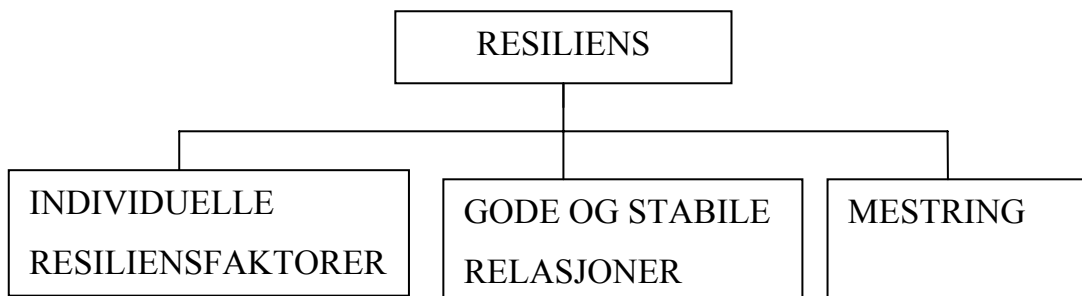 RESILIENS
INDIVIDUELLE
RESILIENSFAKTORER
GODE OG STABILE
RELASJONER
MESTRING